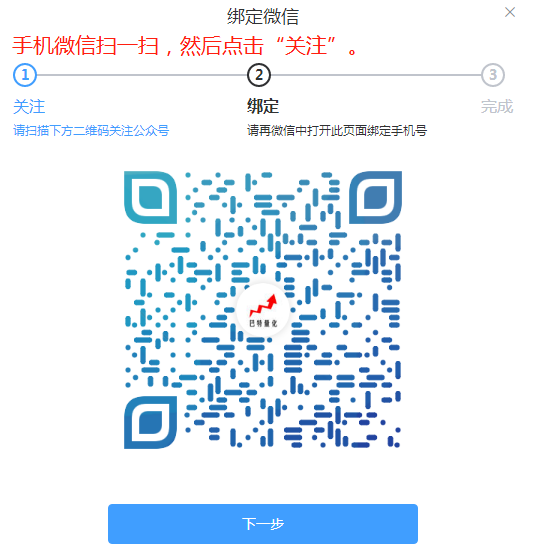 绑定微信
手机微信扫一扫，然后点击“关注”。
1
2
3
关注
绑定
完成
请扫描下方二维码关注公众号
请再微信中打开此页面绑定手机号
巴特量化
下一步